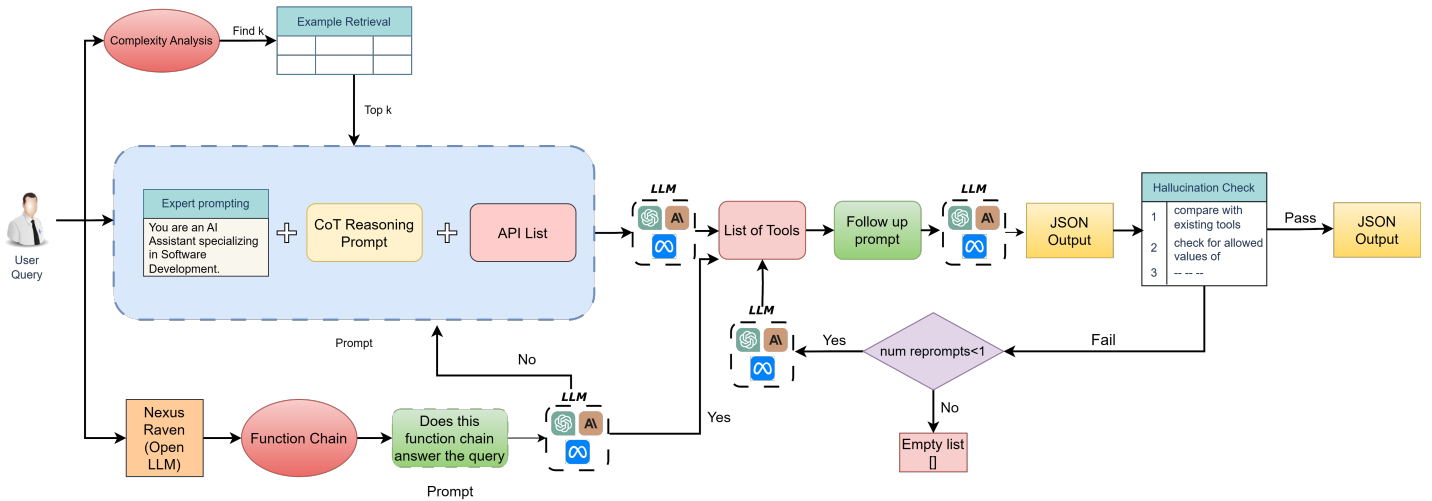 Complexity Analysis
Find k
Example Retrieval
Top k
User
Query
Expert prompting
You are an AI
Assistant specializing
in Software
Development.
CoT Reasoning
Prompt
API List
Prompt
LLM
A\
List of Tools
Follow up
prompt
LLM
A\
JSON
Output
Hallucination Check
1
compare with
existing tools
2
check for allowed
values of
3
-- -- --
Pass
JSON
Output
Fail
num reprompts<1
Yes
LLM
A\
No
Empty list
[]
Nexus
Raven
(Open
LLM)
Function Chain
Does this
function chain
answer the query
Prompt
LLM
A\
No
Yes